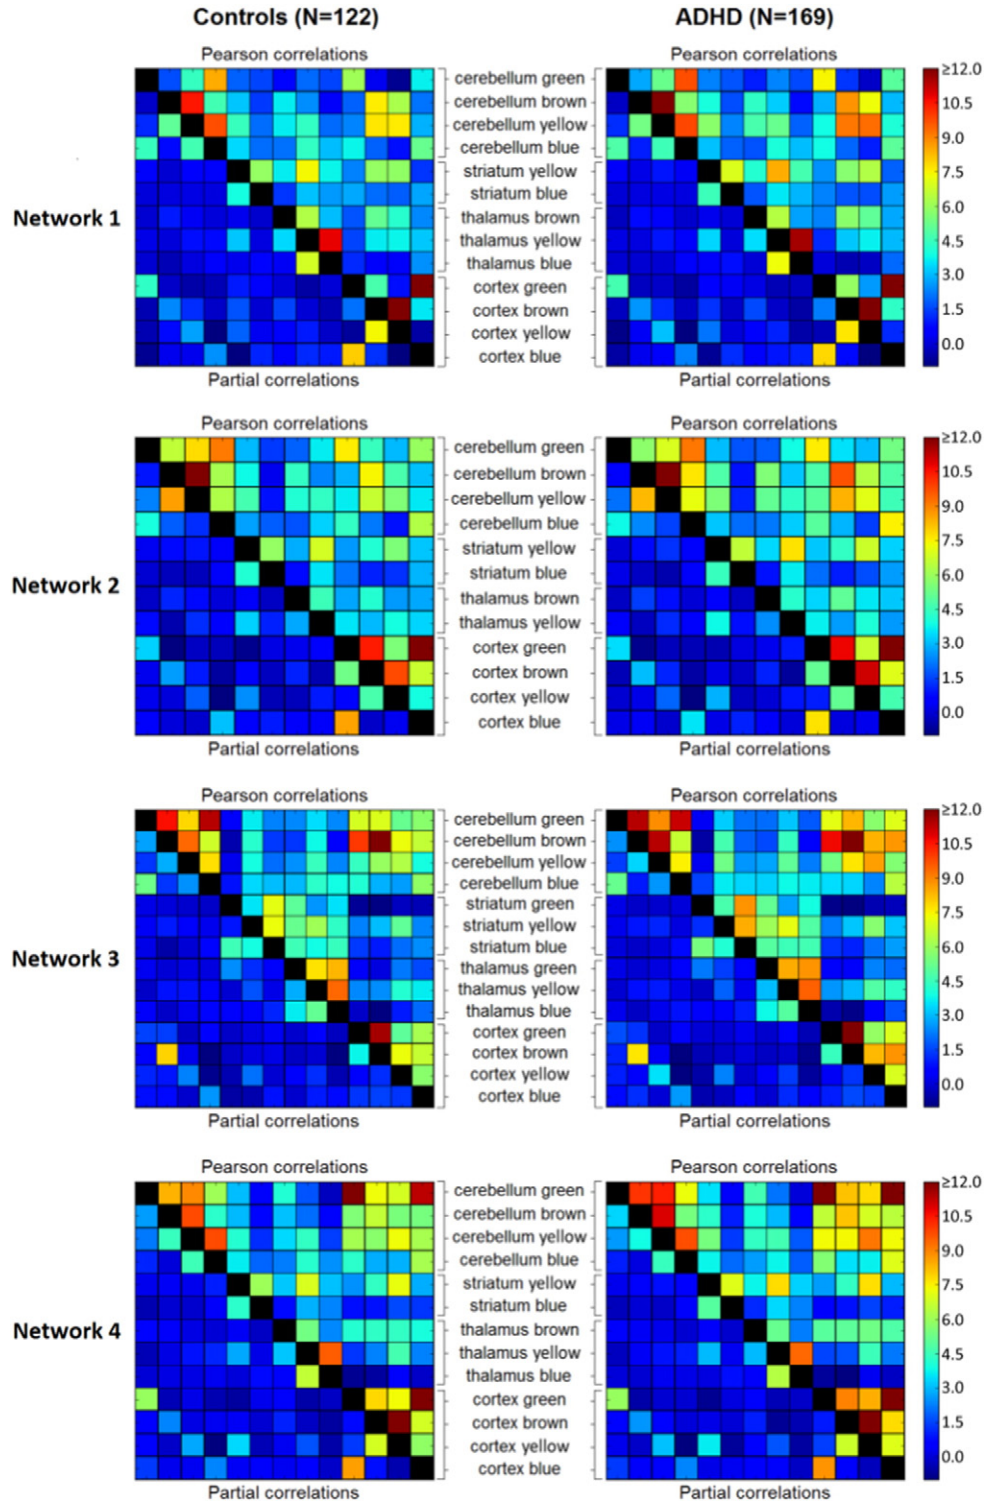 Controls (N=122)
ADHD (N=169)
Pearson correlations
Pearson correlations
Network 1
cerebellum green
cerebellum brown
cerebellum yellow
cerebellum blue
striatum yellow
striatum blue
thalamus brown
thalamus yellow
thalamus blue
cortex green
cortex brown
cortex yellow
cortex blue
≥12.0
10.5
9.0
7.5
6.0
4.5
3.0
1.5
0.0
Partial correlations
Partial correlations
Pearson correlations
Pearson correlations
Network 2
cerebellum green
cerebellum brown
cerebellum yellow
cerebellum blue
striatum yellow
striatum blue
thalamus brown
thalamus yellow
cortex green
cortex brown
cortex yellow
cortex blue
≥12.0
10.5
9.0
7.5
6.0
4.5
3.0
1.5
0.0
Partial correlations
Partial correlations
Pearson correlations
Pearson correlations
Network 3
cerebellum green
cerebellum brown
cerebellum yellow
cerebellum blue
striatum green
striatum yellow
striatum blue
thalamus green
thalamus yellow
thalamus blue
cortex green
cortex brown
cortex yellow
cortex blue
≥12.0
10.5
9.0
7.5
6.0
4.5
3.0
1.5
0.0
Partial correlations
Partial correlations
Pearson correlations
Pearson correlations
Network 4
cerebellum green
cerebellum brown
cerebellum yellow
cerebellum blue
striatum yellow
striatum blue
thalamus brown
thalamus yellow
thalamus blue
cortex green
cortex brown
cortex yellow
cortex blue
≥12.0
10.5
9.0
7.5
6.0
4.5
3.0
1.5
0.0
Partial correlations
Partial correlations